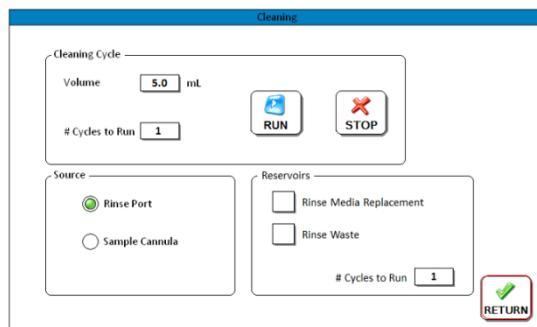 Cleaning
Cleaning Cycle
Volume 5.0 mL
# Cycles to Run 1
RUN
STOP
Source
Rinse Port
Sample Cannula
Reservoirs
Rinse Media Replacement
Rinse Waste
# Cycles to Run 1
RETURN